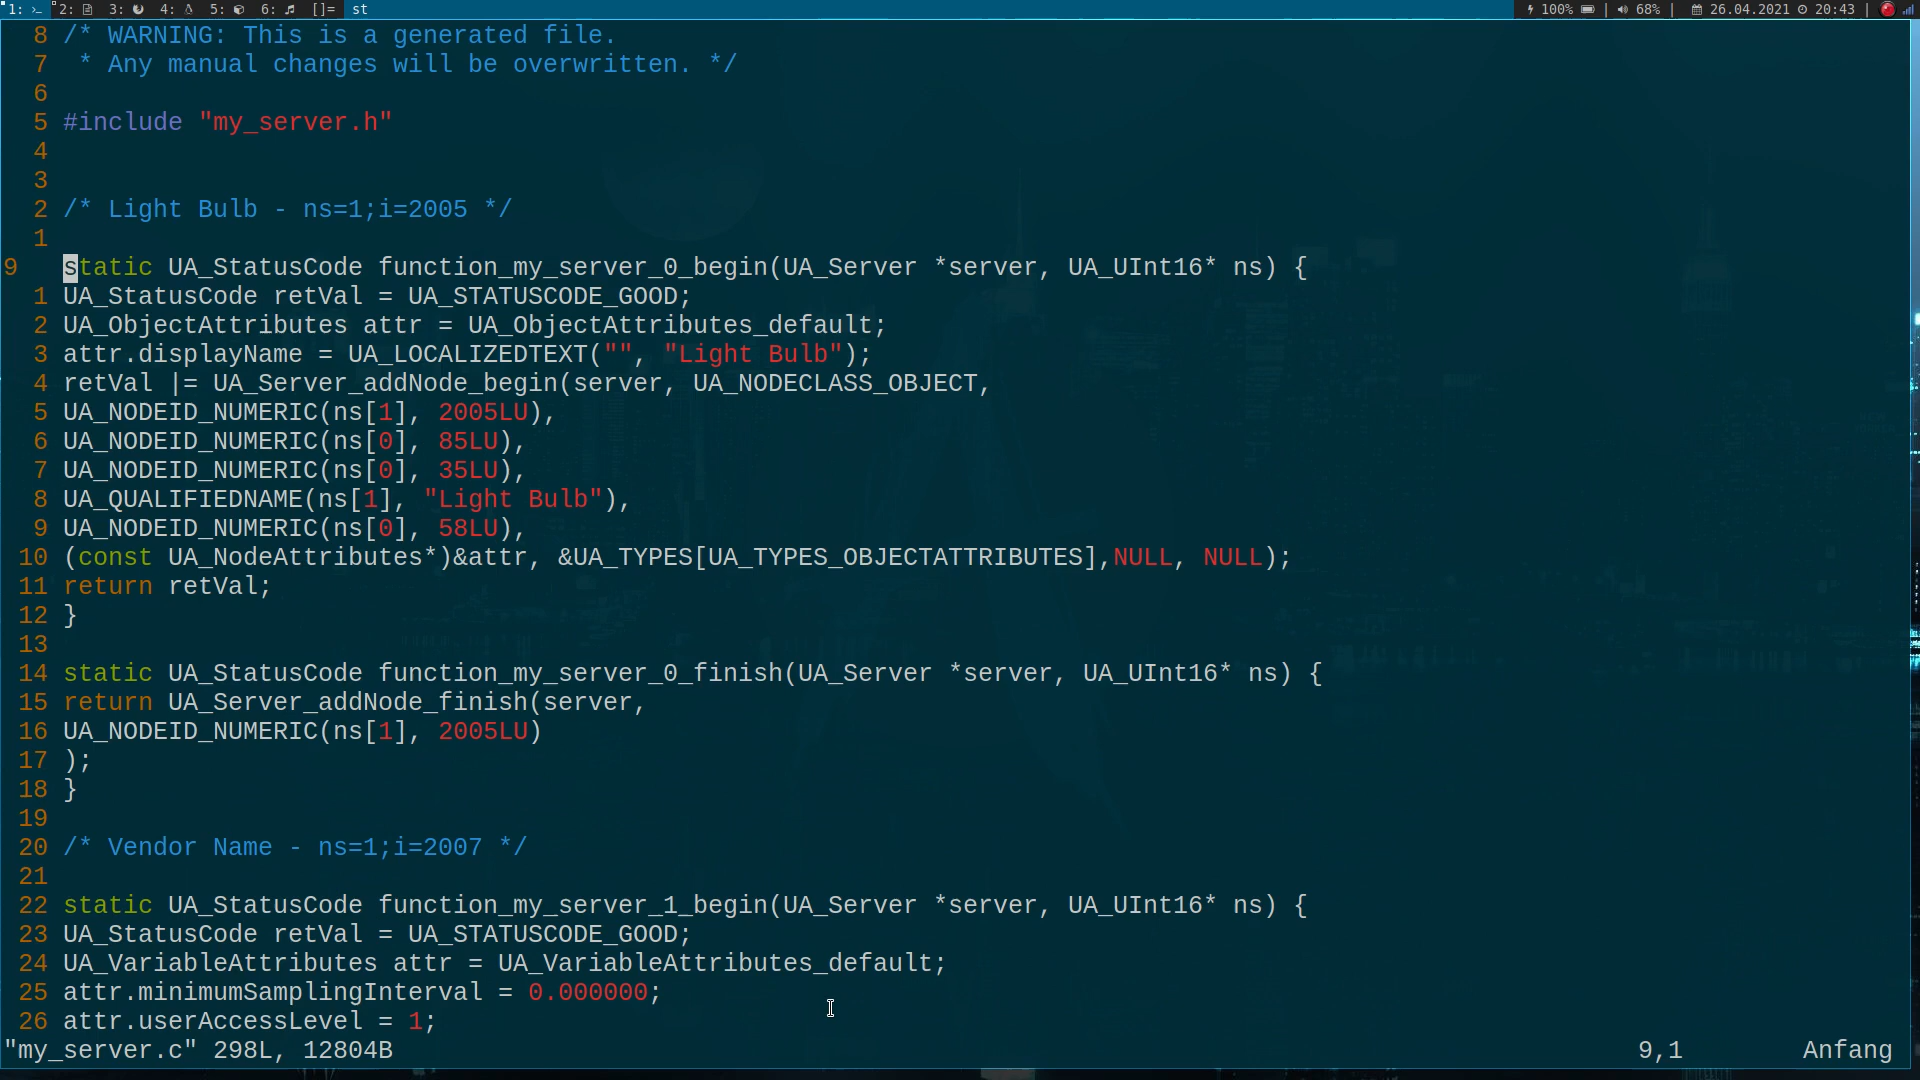 1: 2: 3: 4: 5: 6: []= st 100% | 68% | 26.04.2021 20:43 |
8 /* WARNING: This is a generated file.
7  * Any manual changes will be overwritten. */
6
5 #include "my_server.h"
4
3
2 /* Light Bulb - ns=1;i=2005 */
1
9 static UA_StatusCode function_my_server_0_begin(UA_Server *server, UA_UInt16* ns) {
1 UA_StatusCode retVal = UA_STATUSCODE_GOOD;
2 UA_ObjectAttributes attr = UA_ObjectAttributes_default;
3 attr.displayName = UA_LOCALIZEDTEXT("", "Light Bulb");
4 retVal |= UA_Server_addNode_begin(server, UA_NODECLASS_OBJECT,
5 UA_NODEID_NUMERIC(ns[1], 2005LU),
6 UA_NODEID_NUMERIC(ns[0], 85LU),
7 UA_NODEID_NUMERIC(ns[0], 35LU),
8 UA_QUALIFIEDNAME(ns[1], "Light Bulb"),
9 UA_NODEID_NUMERIC(ns[0], 58LU),
10 (const UA_NodeAttributes*)&attr, &UA_TYPES[UA_TYPES_OBJECTATTRIBUTES],NULL, NULL);
11 return retVal;
12 }
13
14 static UA_StatusCode function_my_server_0_finish(UA_Server *server, UA_UInt16* ns) {
15 return UA_Server_addNode_finish(server,
16 UA_NODEID_NUMERIC(ns[1], 2005LU)
17 );
18 }
19
20 /* Vendor Name - ns=1;i=2007 */
21
22 static UA_StatusCode function_my_server_1_begin(UA_Server *server, UA_UInt16* ns) {
23 UA_StatusCode retVal = UA_STATUSCODE_GOOD;
24 UA_VariableAttributes attr = UA_VariableAttributes_default;
25 attr.minimumSamplingInterval = 0.000000;
26 attr.userAccessLevel = 1;
"my_server.c" 298L, 12804B 9,1 Anfang